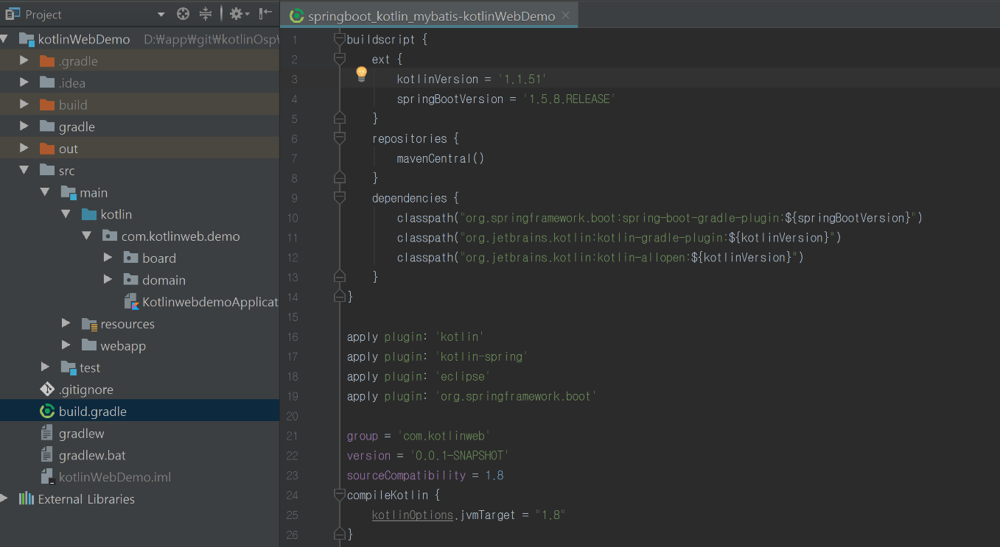 Project
kotlinWebDemo D:₩app₩git₩kotlinOsp₩
.gradle
.idea
build
gradle
out
src
main
kotlin
com.kotlinweb.demo
board
domain
KotlinwebdemoApplicat
resources
webapp
test
.gitignore
build.gradle
gradlew
gradlew.bat
kotlinWebDemo.iml
External Libraries
springboot_kotlin_mybatis-kotlinWebDemo
1 buildscript {
2 ext {
3 kotlinVersion = '1.1.51'
4 springBootVersion = '1.5.8.RELEASE'
5 }
6 repositories {
7 mavenCentral()
8 }
9 dependencies {
10 classpath("org.springframework.boot:spring-boot-gradle-plugin:${springBootVersion}")
11 classpath("org.jetbrains.kotlin:kotlin-gradle-plugin:${kotlinVersion}")
12 classpath("org.jetbrains.kotlin:kotlin-allopen:${kotlinVersion}")
13 }
14 }
15
16 apply plugin: 'kotlin'
17 apply plugin: 'kotlin-spring'
18 apply plugin: 'eclipse'
19 apply plugin: 'org.springframework.boot'
20
21 group = 'com.kotlinweb'
22 version = '0.0.1-SNAPSHOT'
23 sourceCompatibility = 1.8
24 compileKotlin {
25 kotlinOptions.jvmTarget = "1.8"
26 }